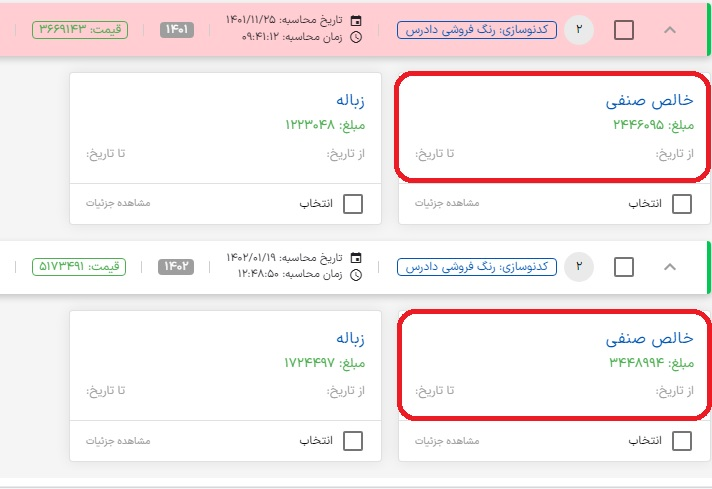 ۲ کدنوسازی: رنگ فروشی دادرس تاریخ محاسبه: ۱۴۰۱/۱۱/۲۵ ۱۴۰۱ قیمت: ۳۶۶۹۱۴۳
زمان محاسبه: ۰۹:۴۱:۱۲
خالص صنفی
مبلغ: ۲۴۴۶۰۹۵
از تاریخ: تا تاریخ:
انتخاب مشاهده جزئیات
زباله
مبلغ: ۱۲۲۳۰۴۸
از تاریخ: تا تاریخ:
انتخاب مشاهده جزئیات
۲ کدنوسازی: رنگ فروشی دادرس تاریخ محاسبه: ۱۴۰۲/۰۱/۱۹ ۱۴۰۲ قیمت: ۵۱۷۳۴۹۱
زمان محاسبه: ۱۲:۴۸:۵۰
خالص صنفی
مبلغ: ۳۴۴۸۹۹۴
از تاریخ: تا تاریخ:
انتخاب مشاهده جزئیات
زباله
مبلغ: ۱۷۲۴۴۹۷
از تاریخ: تا تاریخ:
انتخاب مشاهده جزئیات